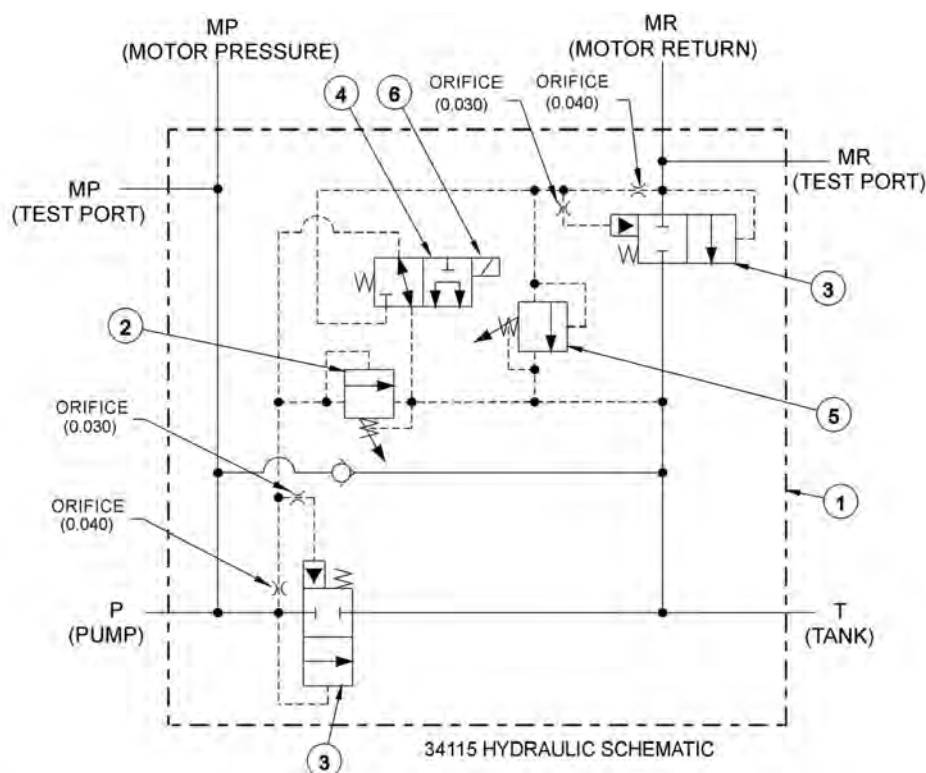 MP
(MOTOR PRESSURE)
MR
(MOTOR RETURN)
4
6
ORIFICE
(0.030)
ORIFICE
(0.040)
MP
(TEST PORT)
MR
(TEST PORT)
3
2
5
ORIFICE
(0.030)
1
ORIFICE
(0.040)
P
(PUMP)
T
(TANK)
3
34115 HYDRAULIC SCHEMATIC